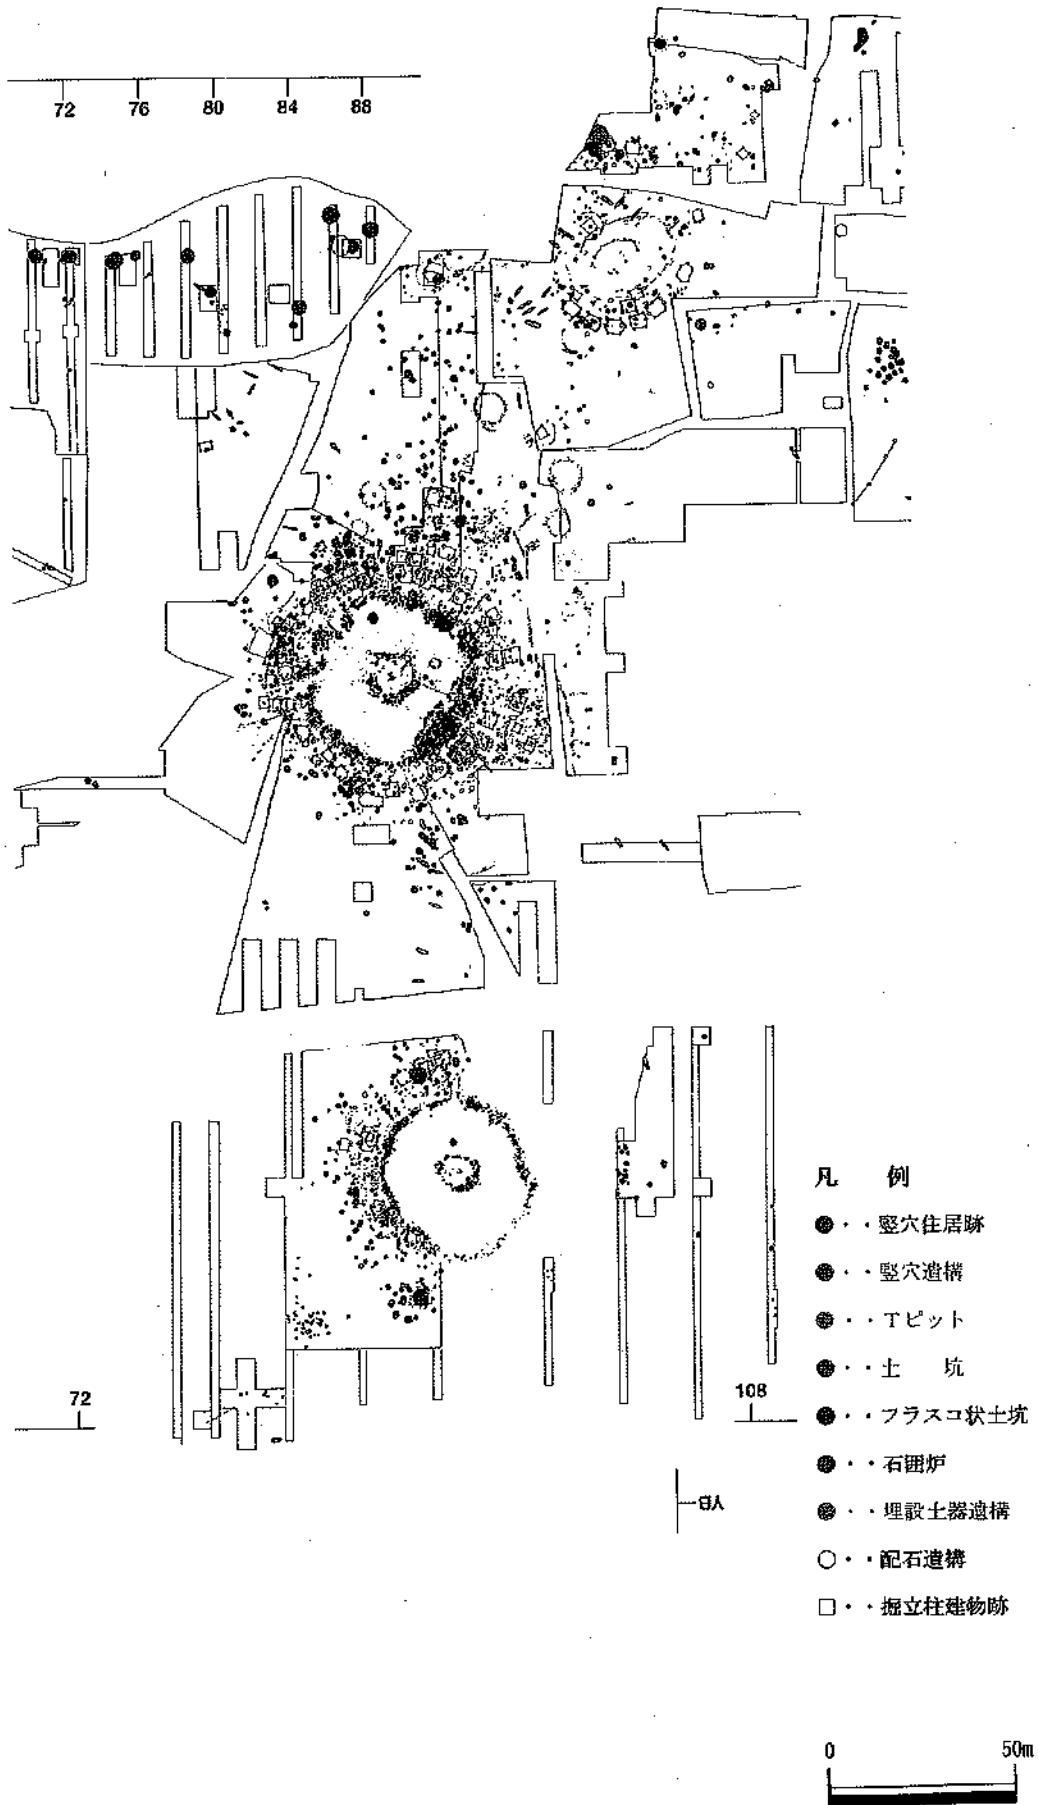 72 76 80 84 88
凡 例
●・・竪穴住居跡
●・・竪穴遺構
●・・Tピット
●・・土 坑
●・・フラスコ状土坑
●・・石囲炉
●・・埋設土器遺構
○・・配石遺構
□・・掘立柱建物跡
72
108
0 50m